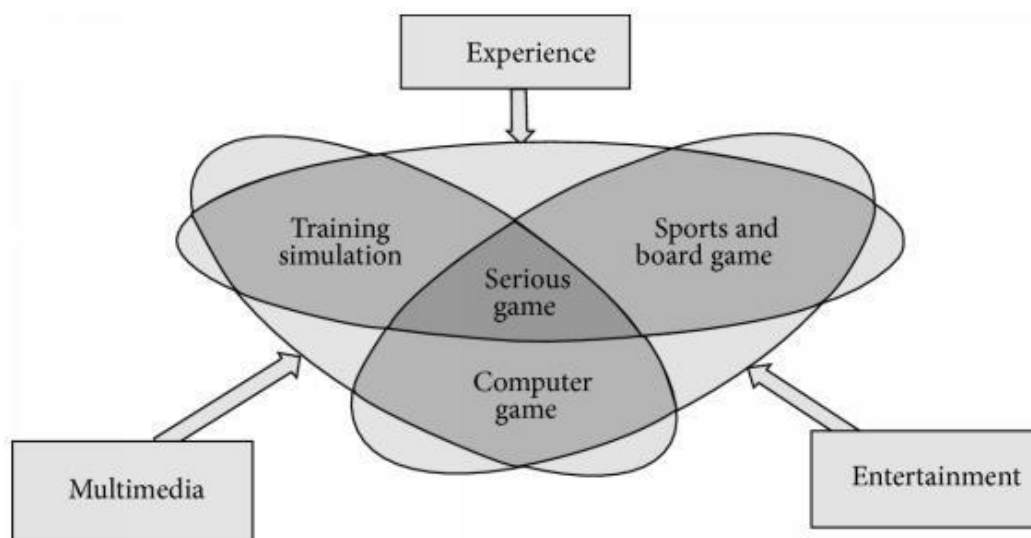 Experience
Training
simulation
Sports and
board game
Serious
game
Computer
game
Multimedia
Entertainment